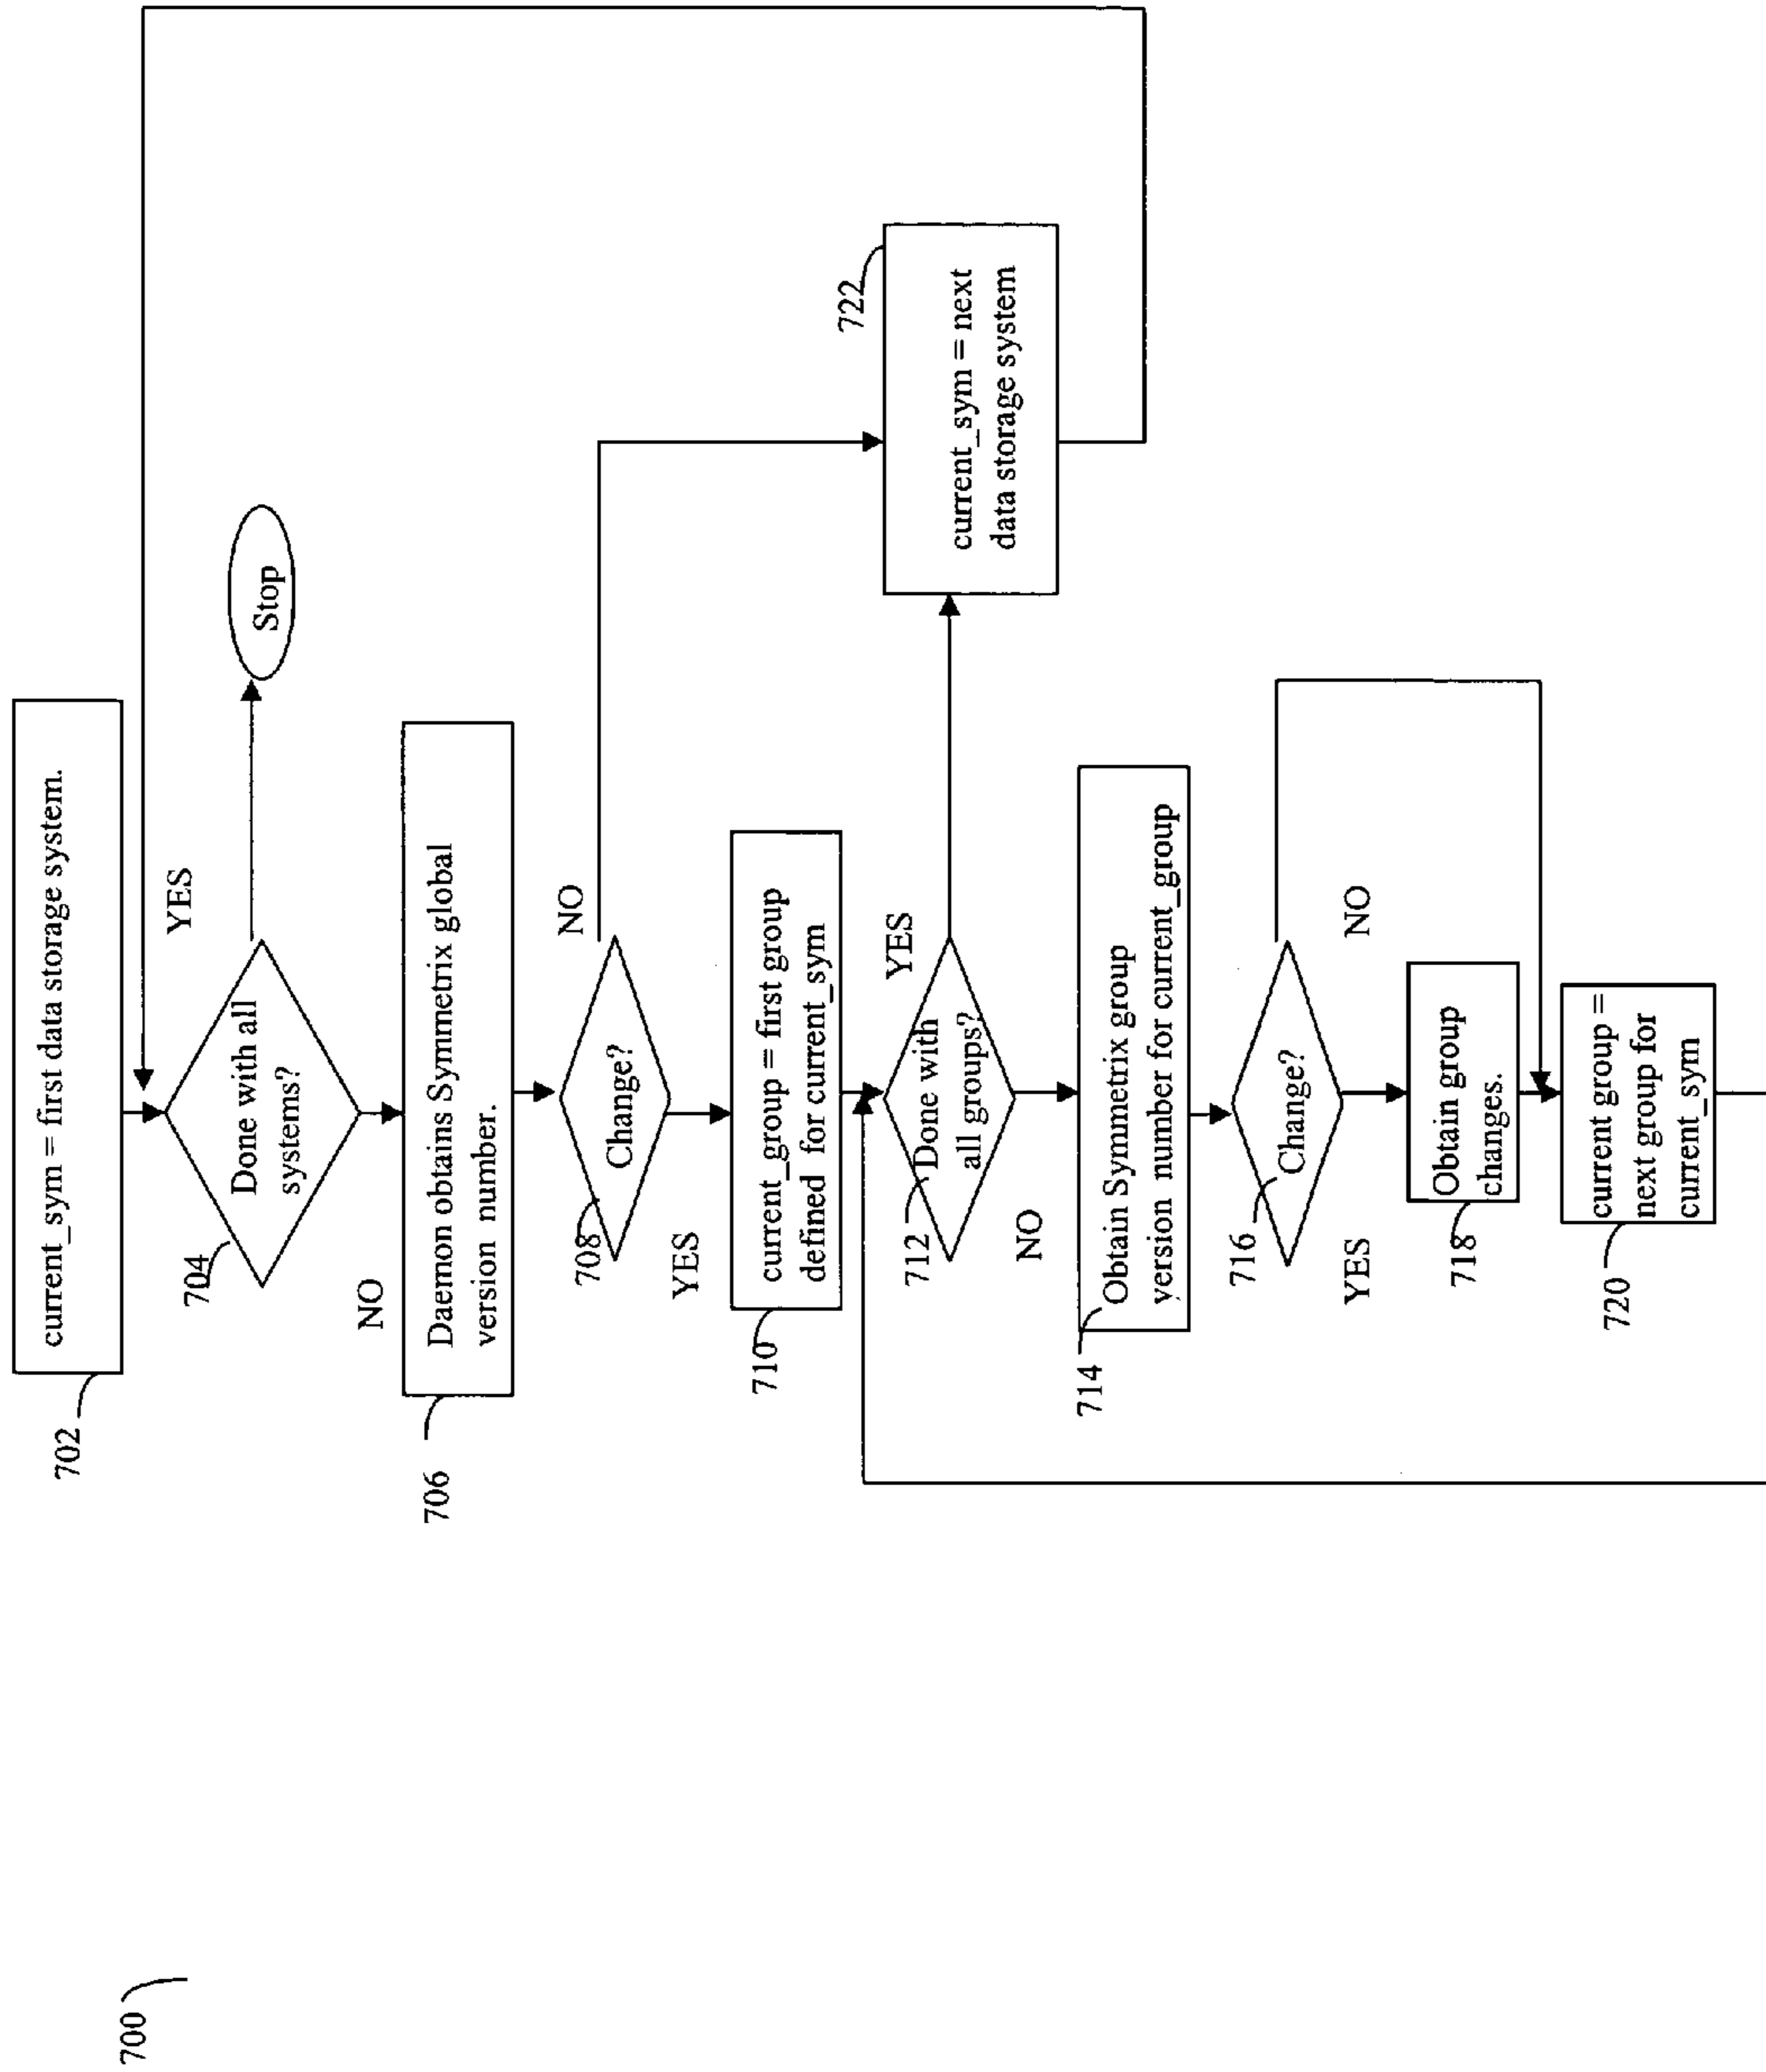 700
702
current_sym = first data storage system.
704
Done with all
systems?
YES
Stop
NO
706
Daemon obtains Symmetrix global
version number.
708
Change?
NO
YES
710
current_group = first group
defined for current_sym
712
Done with
all groups?
YES
722
current_sym = next
data storage system
NO
714
Obtain Symmetrix group
version number for current_group
716
Change?
NO
YES
718
Obtain group
changes.
720
current group =
next group for
current_sym